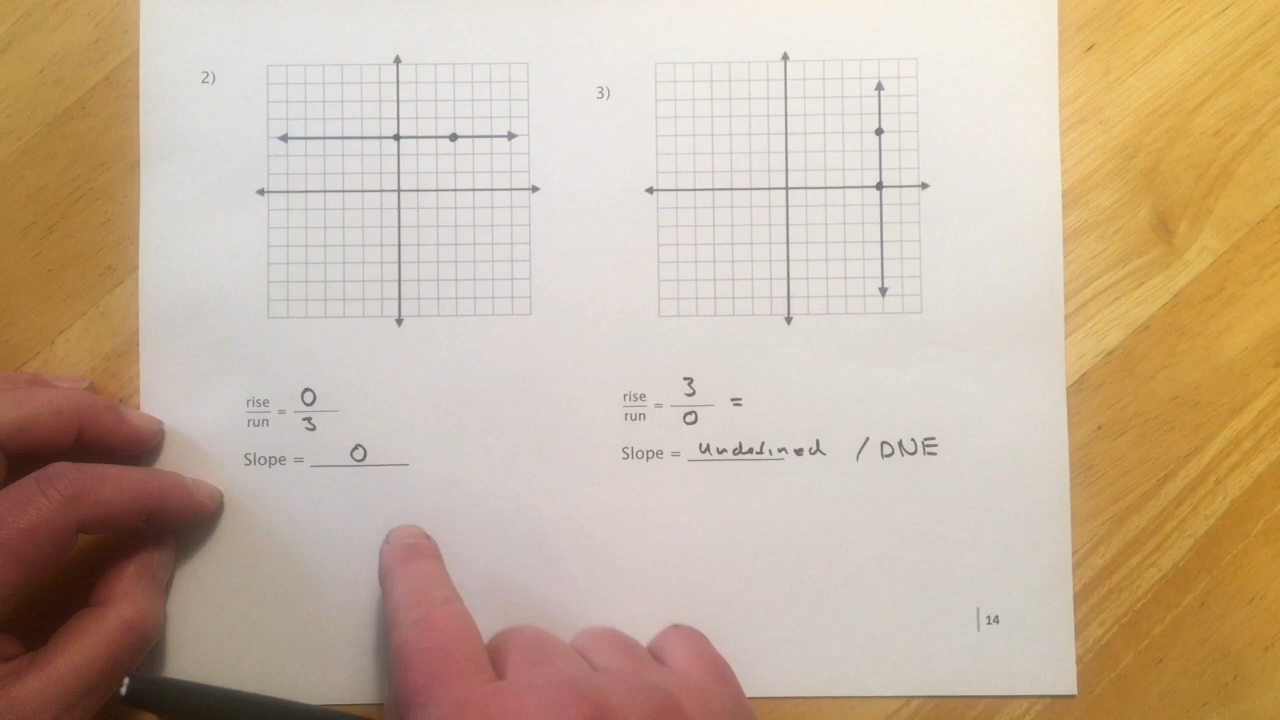 2)
3)
rise/run = 0/3
Slope = 0
rise/run = 3/0 =
Slope = undefined / DNE
14